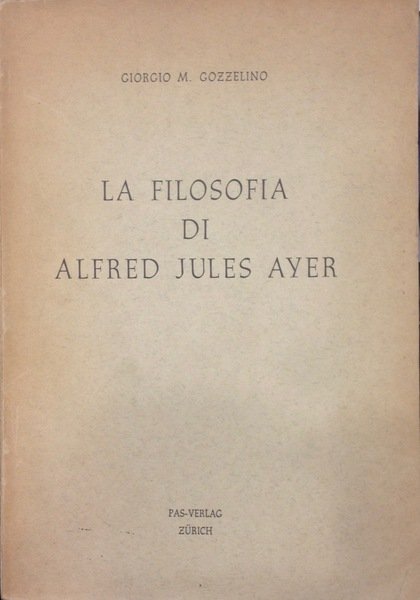 GIORGIO M. GOZZELINO
LA FILOSOFIA
DI
ALFRED JULES AYER
PAS-VERLAG
ZÜRICH